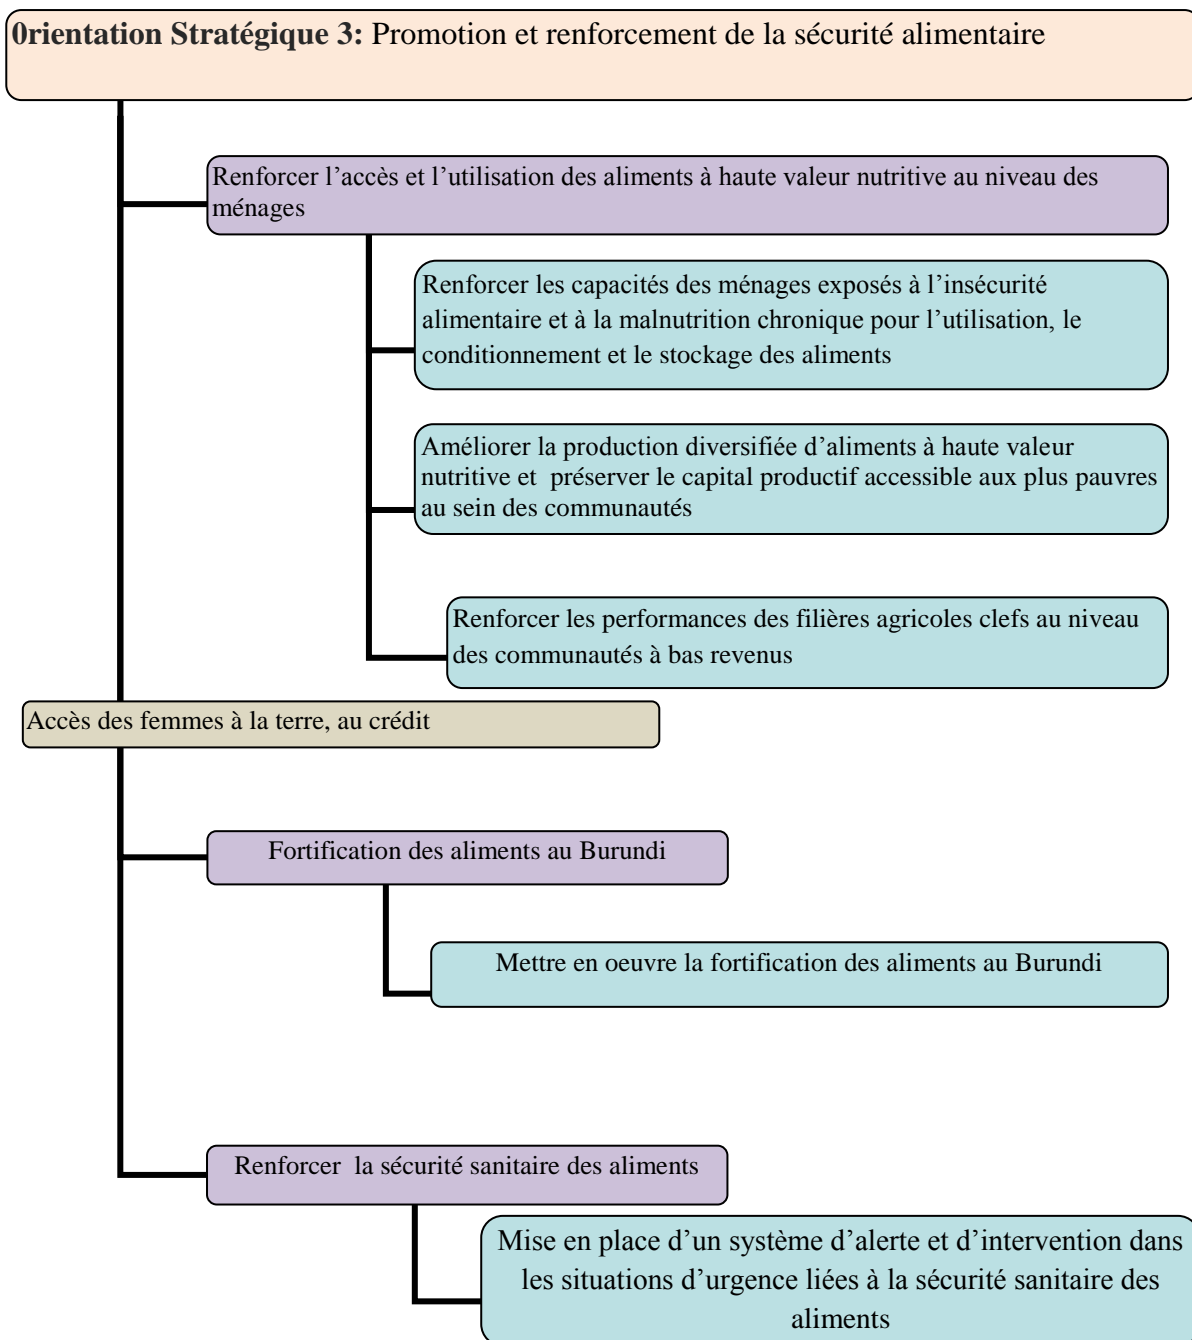 0rientation Stratégique 3: Promotion et renforcement de la sécurité alimentaire
Renforcer l’accès et l’utilisation des aliments à haute valeur nutritive au niveau des
ménages
Renforcer les capacités des ménages exposés à l’insécurité
alimentaire et à la malnutrition chronique pour l’utilisation, le
conditionnement et le stockage des aliments
Améliorer la production diversifiée d’aliments à haute valeur
nutritive et  préserver le capital productif accessible aux plus pauvres
au sein des communautés
Renforcer les performances des filières agricoles clefs au niveau
des communautés à bas revenus
Accès des femmes à la terre, au crédit
Fortification des aliments au Burundi
Mettre en oeuvre la fortification des aliments au Burundi
Renforcer  la sécurité sanitaire des aliments
Mise en place d’un système d’alerte et d’intervention dans
les situations d’urgence liées à la sécurité sanitaire des
aliments